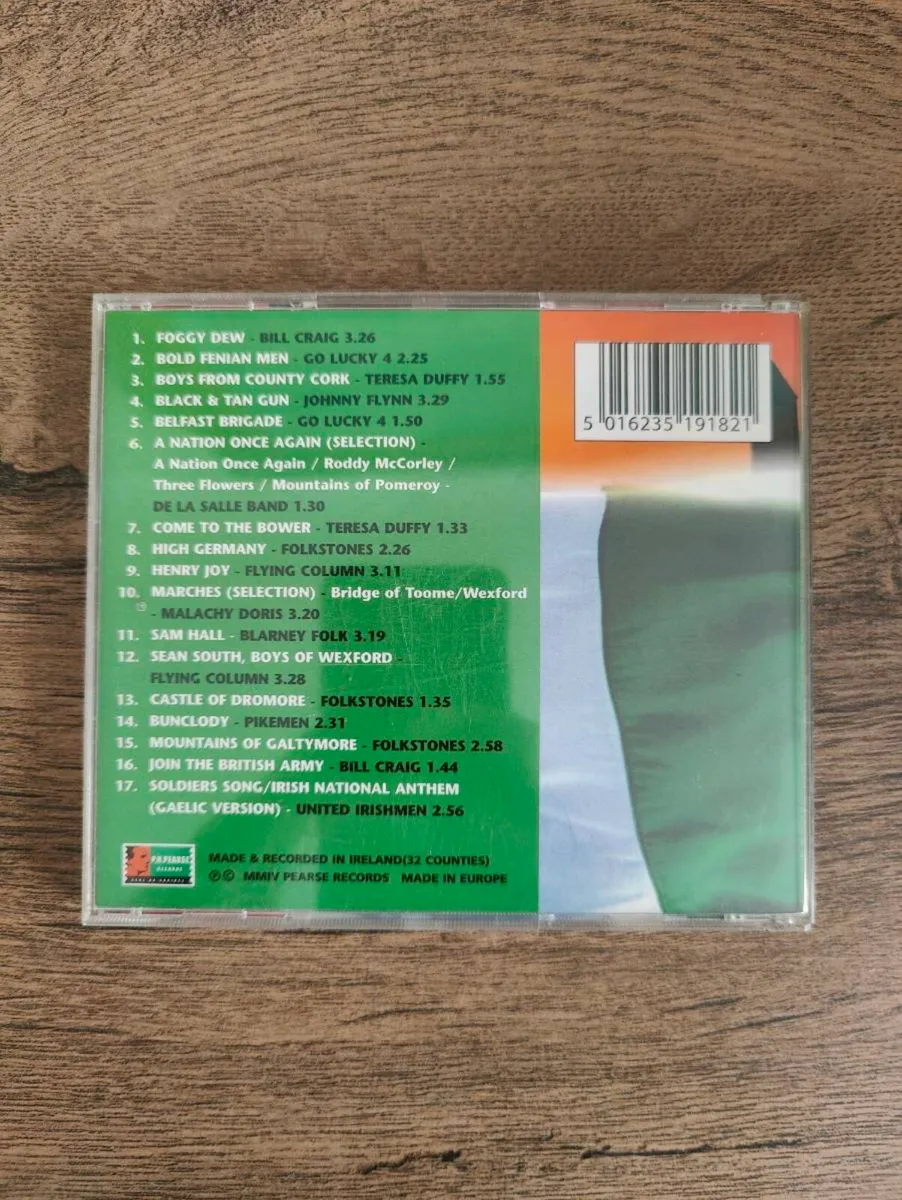 1. FOGGY DEW - BILL CRAIG 3.26
2. BOLD FENIAN MEN - GO LUCKY 4 2.25
3. BOYS FROM COUNTY CORK - TERESA DUFFY 1.55
4. BLACK & TAN GUN - JOHNNY FLYNN 3.29
5. BELFAST BRIGADE - GO LUCKY 4 1.50
6. A NATION ONCE AGAIN (SELECTION) -
A Nation Once Again / Roddy McCorley /
Three Flowers / Mountains of Pomeroy -
DE LA SALLE BAND 1.30
7. COME TO THE BOWER - TERESA DUFFY 1.33
8. HIGH GERMANY - FOLKSTONES 2.26
9. HENRY JOY - FLYING COLUMN 3.11
10. MARCHES (SELECTION) - Bridge of Toome/Wexford
- MALACHY DORIS 3.20
11. SAM HALL - BLARNEY FOLK 3.19
12. SEAN SOUTH, BOYS OF WEXFORD -
FLYING COLUMN 3.28
13. CASTLE OF DROMORE - FOLKSTONES 1.35
14. BUNCLODY - PIKEMEN 2.31
15. MOUNTAINS OF GALTYMORE - FOLKSTONES 2.58
16. JOIN THE BRITISH ARMY - BILL CRAIG 1.44
17. SOLDIERS SONG/IRISH NATIONAL ANTHEM
(GAELIC VERSION) - UNITED IRISHMEN 2.56
P.H.PEARSE
RECORDS
MADE & RECORDED IN IRELAND(32 COUNTIES)
℗© MMIV PEARSE RECORDS MADE IN EUROPE
5 016235 191821